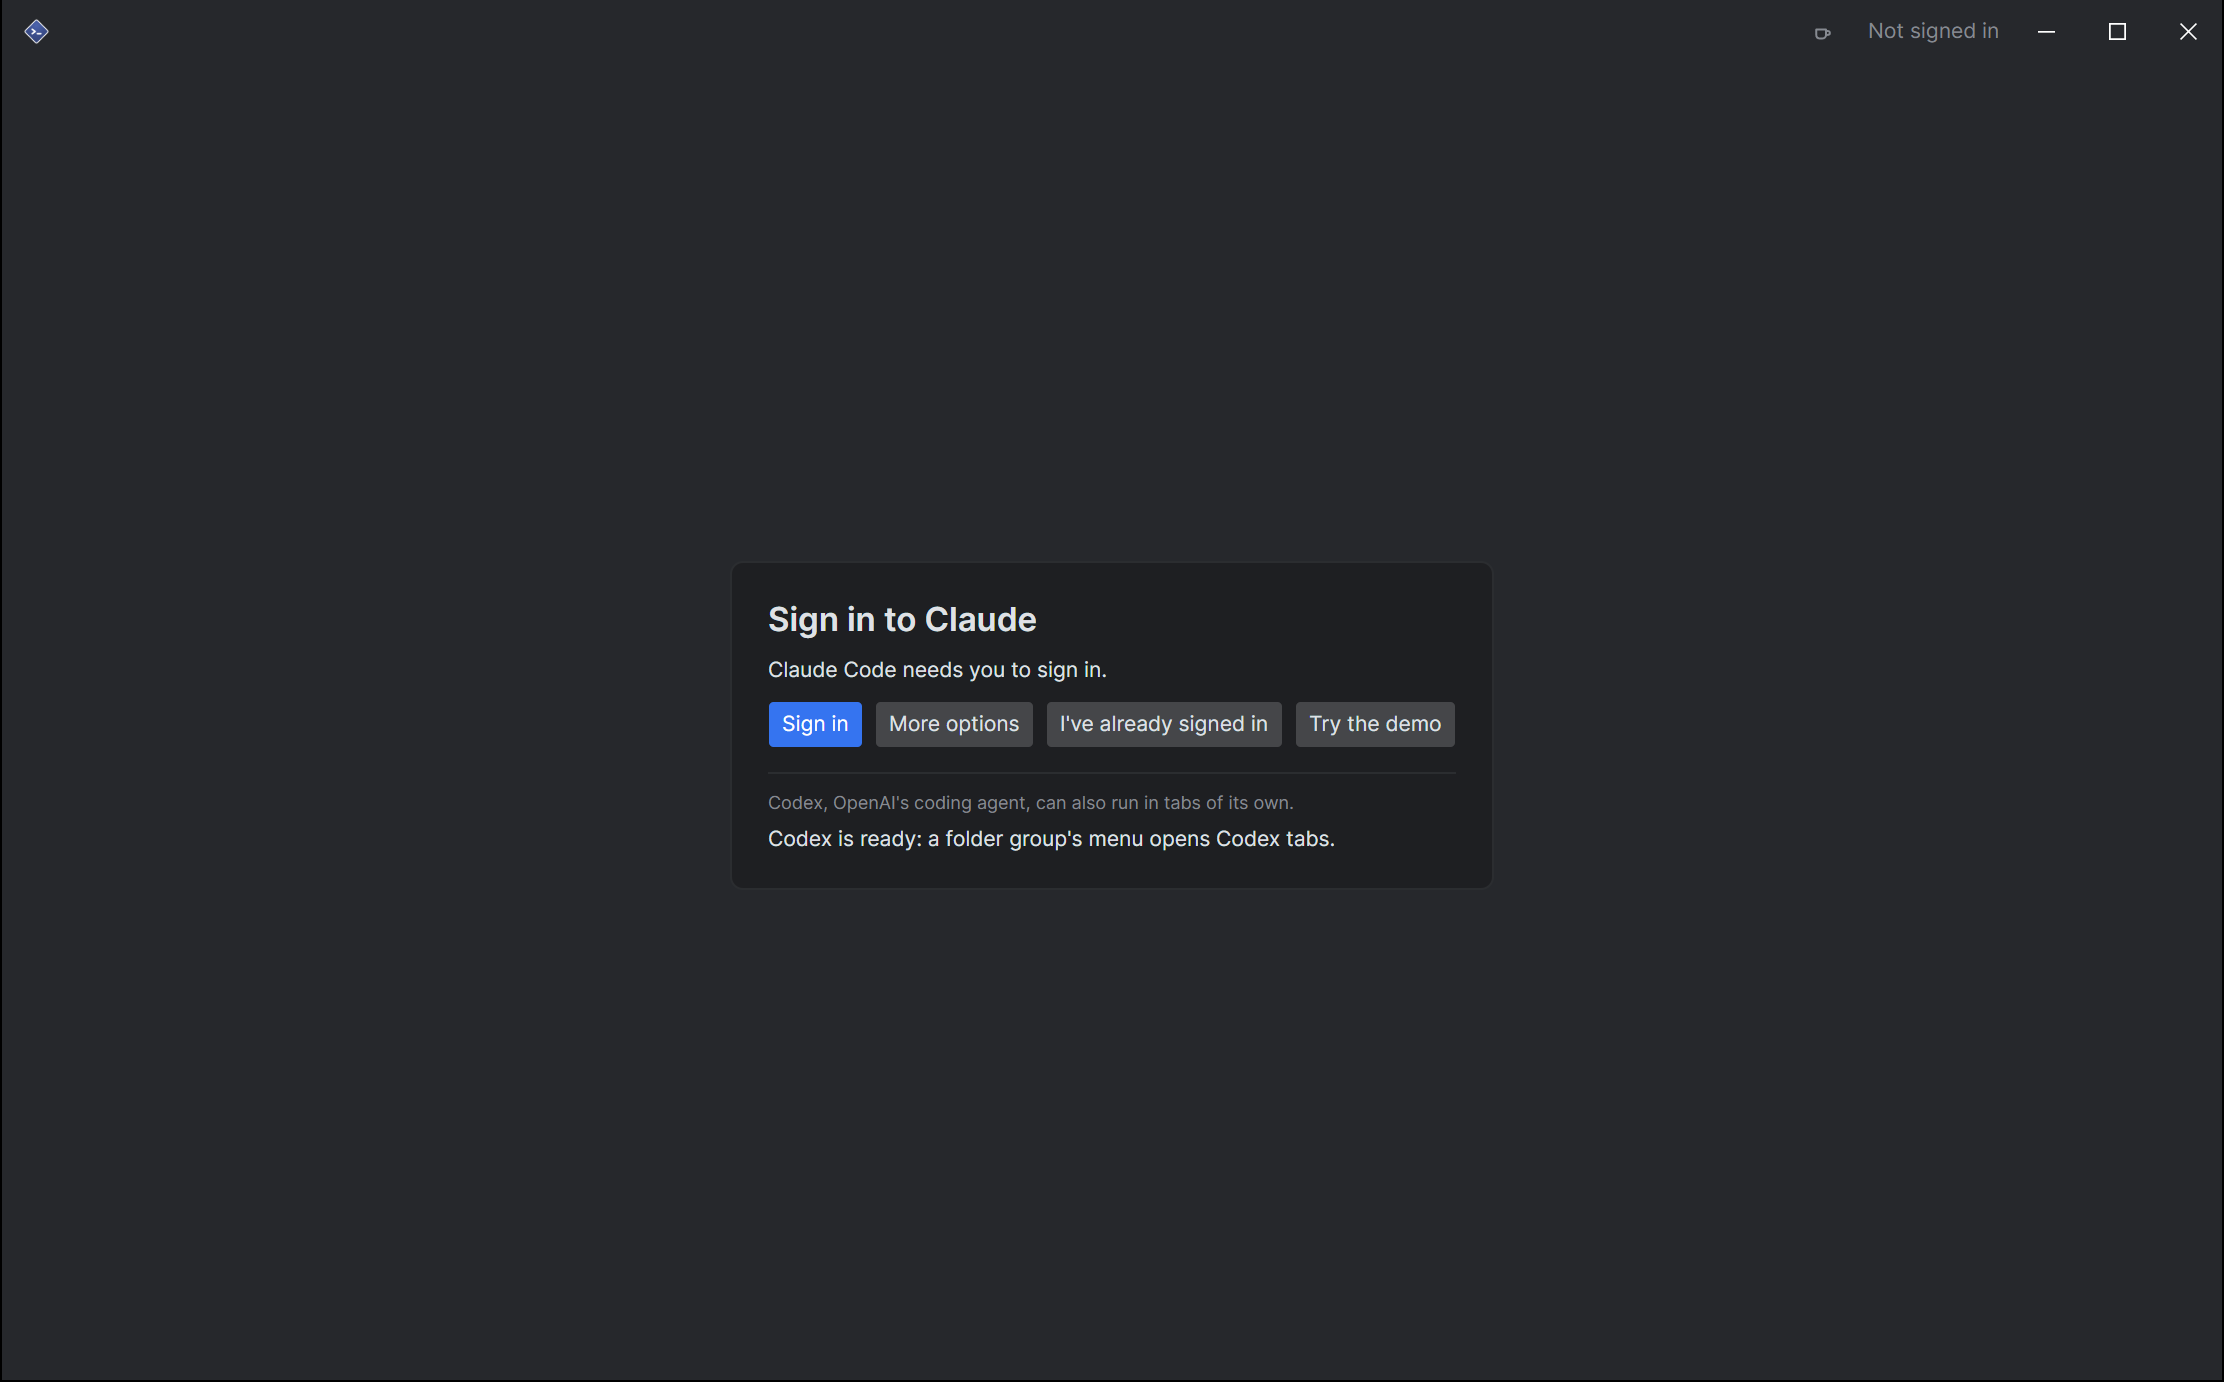 Not signed in
Sign in to Claude
Claude Code needs you to sign in.
Sign in
More options
I've already signed in
Try the demo
Codex, OpenAI's coding agent, can also run in tabs of its own.
Codex is ready: a folder group's menu opens Codex tabs.